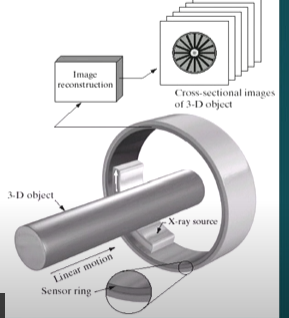 Image
reconstruction
Cross-sectional images
of 3-D object
3-D object
X-ray source
Linear motion
Sensor ring